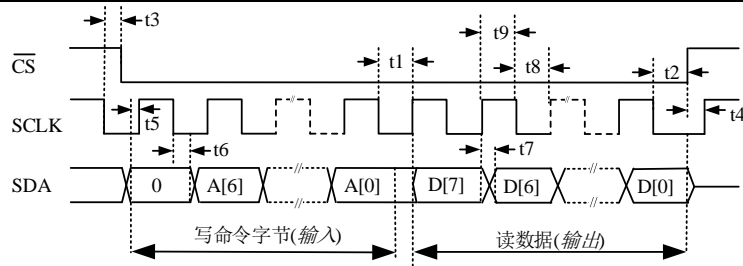 t3
t9
CS
t1
t8
t2
SCLK
t5
t4
t6
t7
SDA
0
A[6]
A[0]
D[7]
D[6]
D[0]
写命令字节(输入)
读数据(输出)